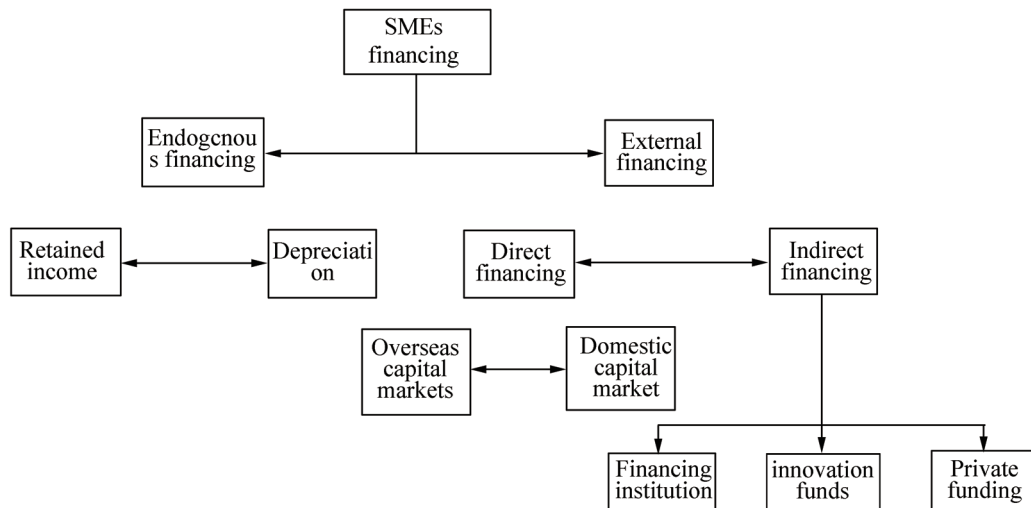 SMEs
financing
Endogcnou
s financing
External
financing
Retained
income
Depreciati
on
Direct
financing
Indirect
financing
Overseas
capital
markets
Domestic
capital
market
Financing
institution
innovation
funds
Private
funding